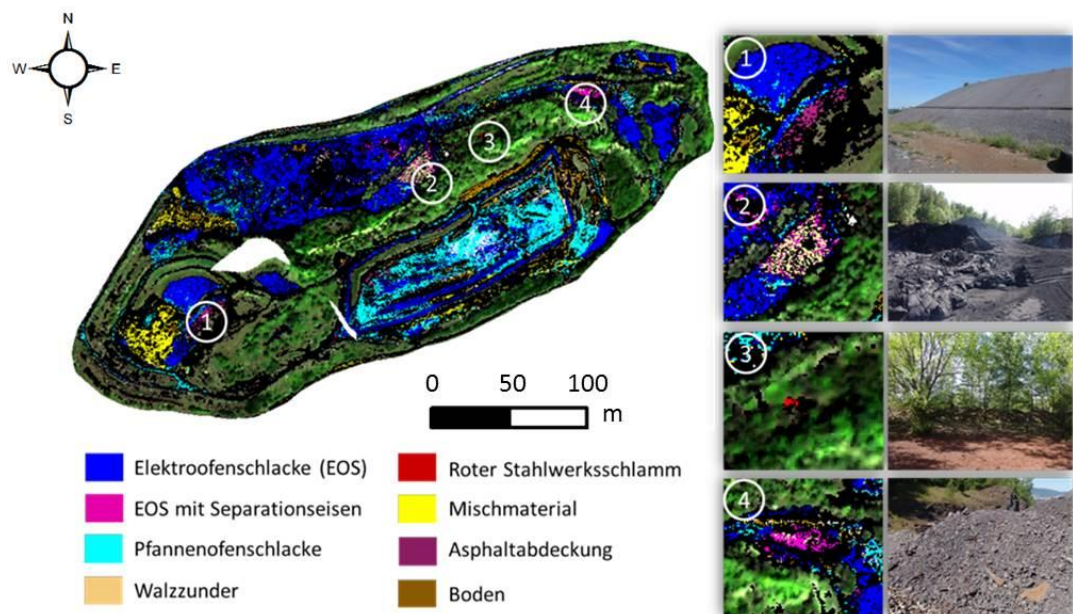 N
W E
S
1
2
3
4
0 50 100
m
Elektroofenschlacke (EOS)
EOS mit Separationseisen
Pfannenofenschlacke
Walzzunder
Roter Stahlwerksschlamm
Mischmaterial
Asphaltabdeckung
Boden
1
2
3
4